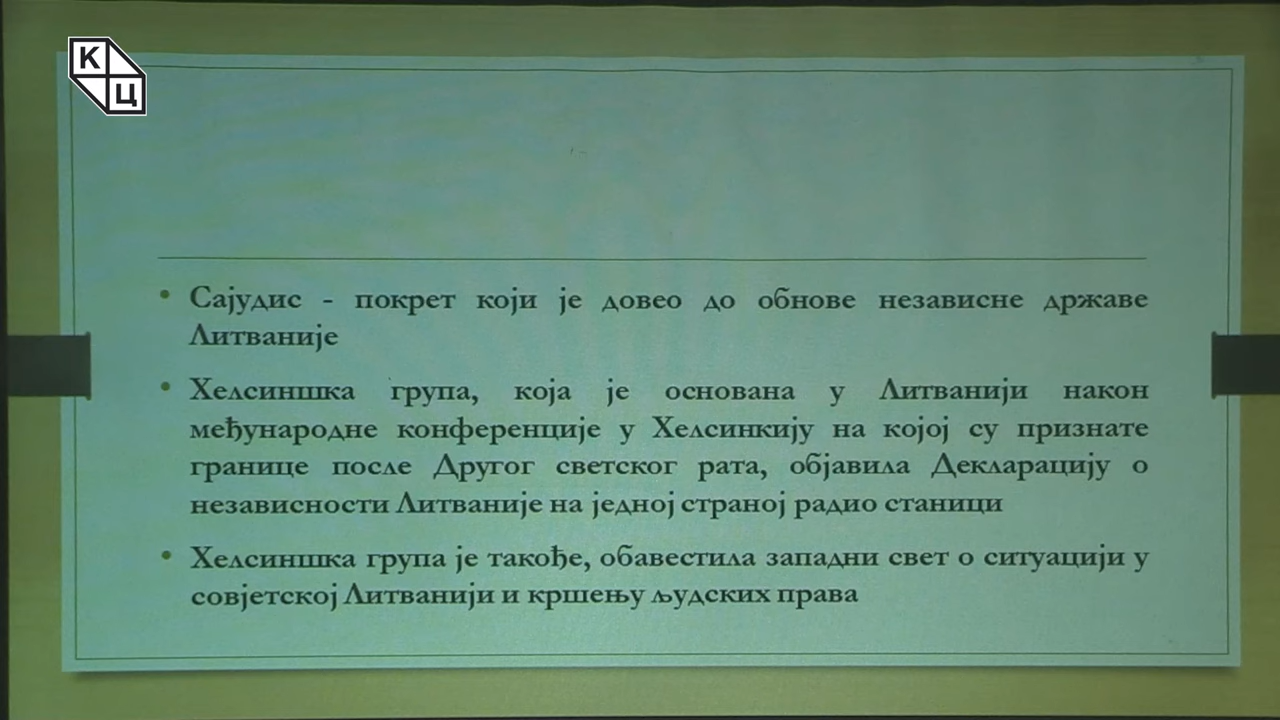 К
Ц
• Сајудис - покрет који је довео до обнове независне државе
Литваније
• Хелсиншка група, која је основана у Литванији након
међународне конференције у Хелсинкију на којој су признате
границе после Другог светског рата, објавила Декларацију о
независности Литваније на једној страној радио станици
• Хелсиншка група је такође, обавестила западни свет о ситуацији у
совјетској Литванији и кршењу људских права